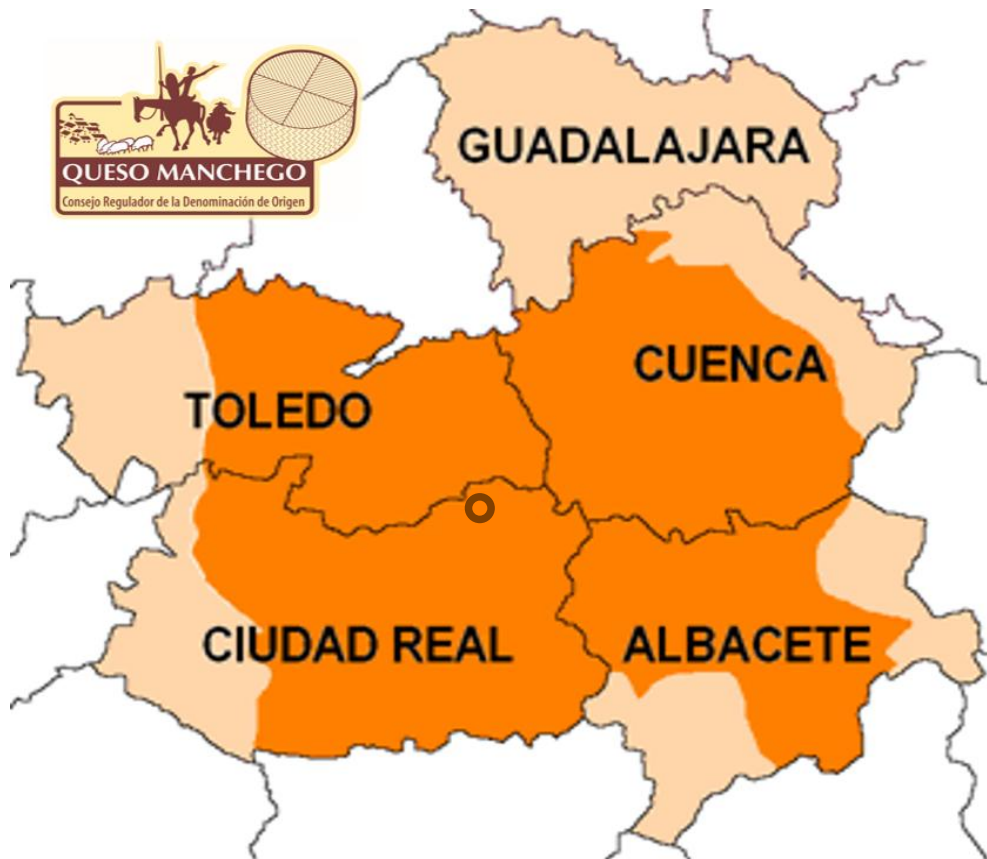 QUESO MANCHEGO
Consejo Regulador de la Denominación de Origen
GUADALAJARA
CUENCA
TOLEDO
CIUDAD REAL
ALBACETE